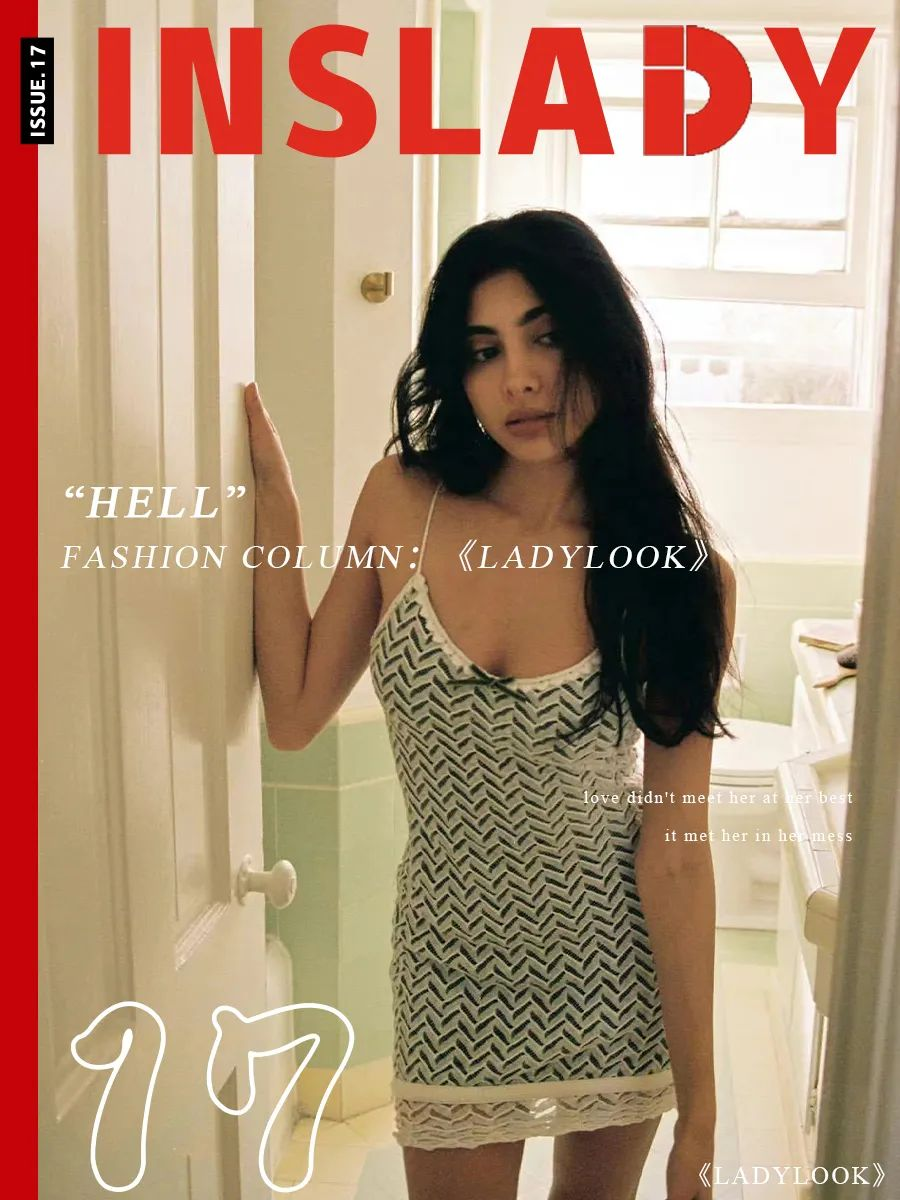 ISSUE.17
INSLADY
“HELL”
FASHION COLUMN：《LADYLOOK》
love didn't meet her at her best
it met her in her mess
17
《LADYLOOK》